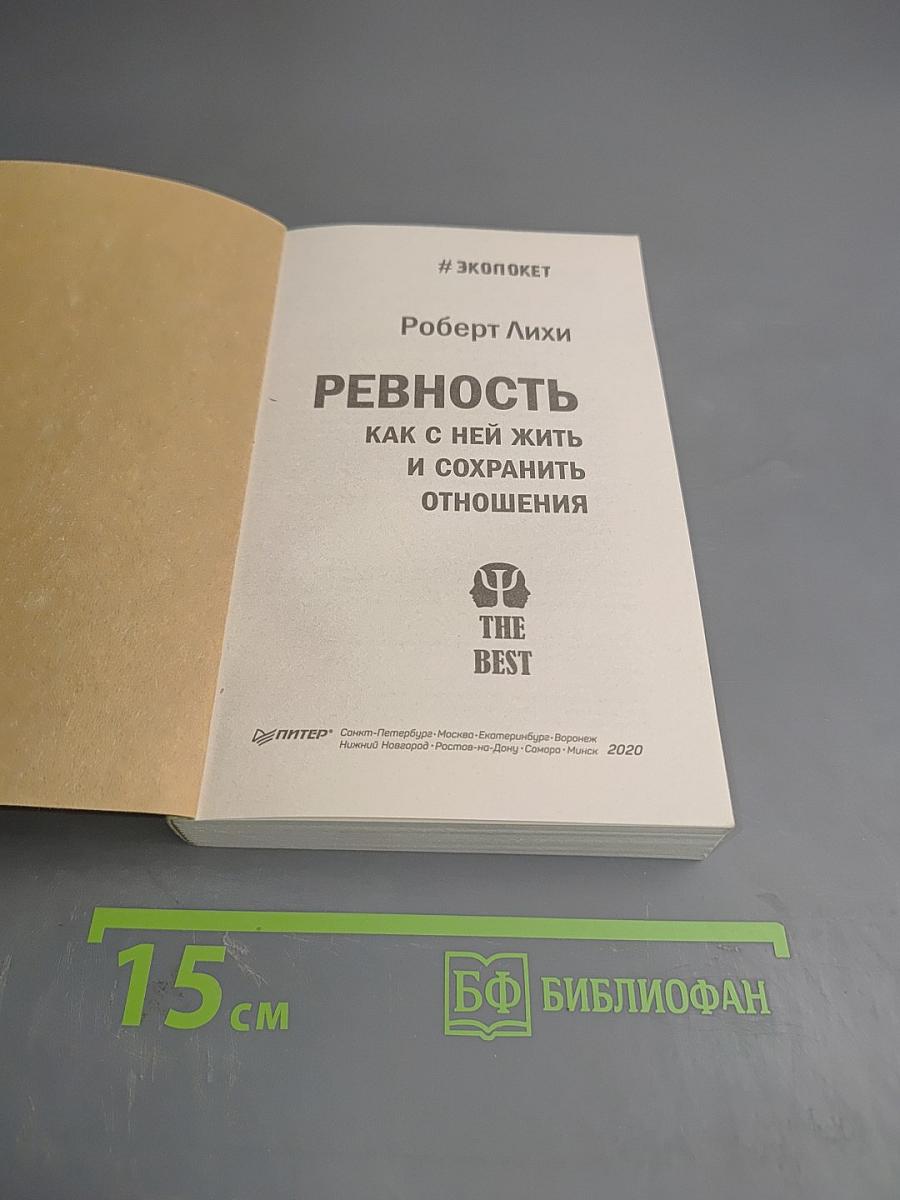 #ЭКОПОКЕТ
Роберт Лихи
РЕВНОСТЬ
КАК С НЕЙ ЖИТЬ
И СОХРАНИТЬ
ОТНОШЕНИЯ
Ψ
THE
BEST
ПИТЕР®
Санкт-Петербург • Москва • Екатеринбург • Воронеж
Нижний Новгород • Ростов-на-Дону • Самара • Минск
2020
15 см
БФ БИБЛИОФАН